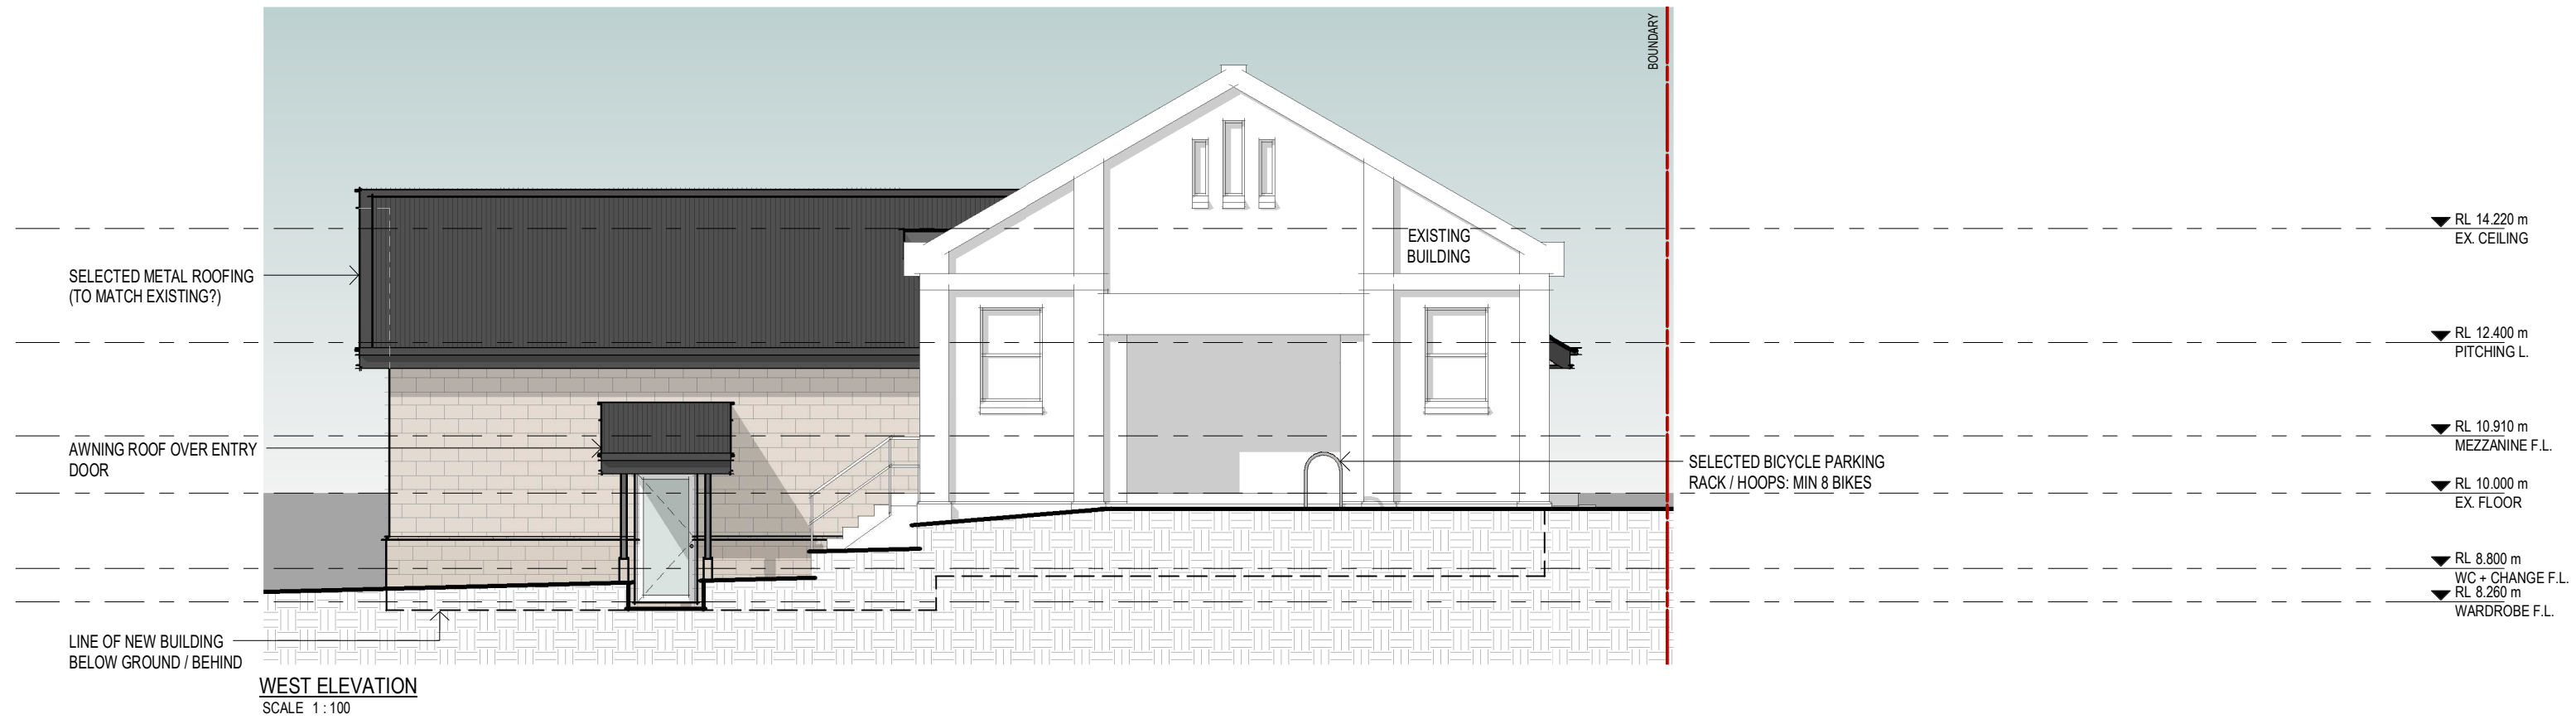 BOUNDARY
RL 14.220 m
EX. CEILING
EXISTING
BUILDING
SELECTED METAL ROOFING
(TO MATCH EXISTING?)
RL 12.400 m
PITCHING L.
RL 10.910 m
MEZZANINE F.L.
AWNING ROOF OVER ENTRY
DOOR
SELECTED BICYCLE PARKING
RACK / HOOPS: MIN 8 BIKES
RL 10.000 m
EX. FLOOR
RL 8.800 m
WC + CHANGE F.L.
RL 8.260 m
WARDROBE F.L.
LINE OF NEW BUILDING
BELOW GROUND / BEHIND
WEST ELEVATION
SCALE 1 : 100